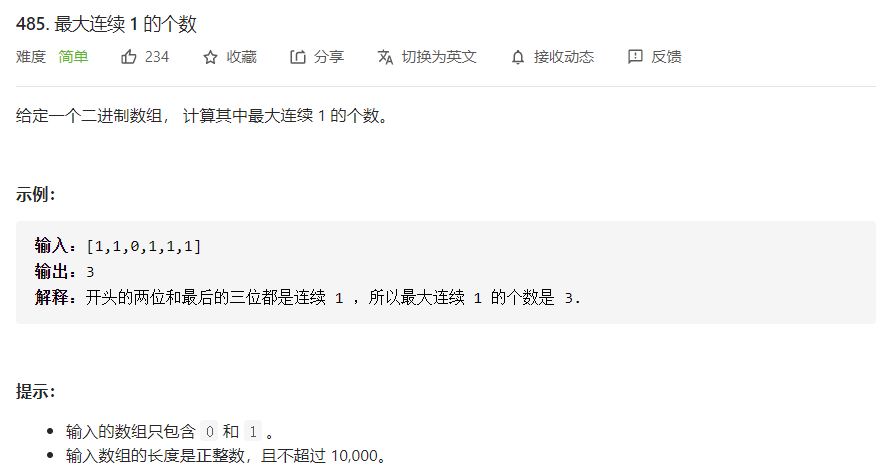 485. 最大连续 1 的个数
难度 简单 234 收藏 分享 切换为英文 接收动态 反馈
给定一个二进制数组， 计算其中最大连续 1 的个数。
示例：
输入：[1,1,0,1,1,1]
输出：3
解释：开头的两位和最后的三位都是连续 1 ，所以最大连续 1 的个数是 3.
提示：
输入的数组只包含 0 和 1 。
输入数组的长度是正整数，且不超过 10,000。